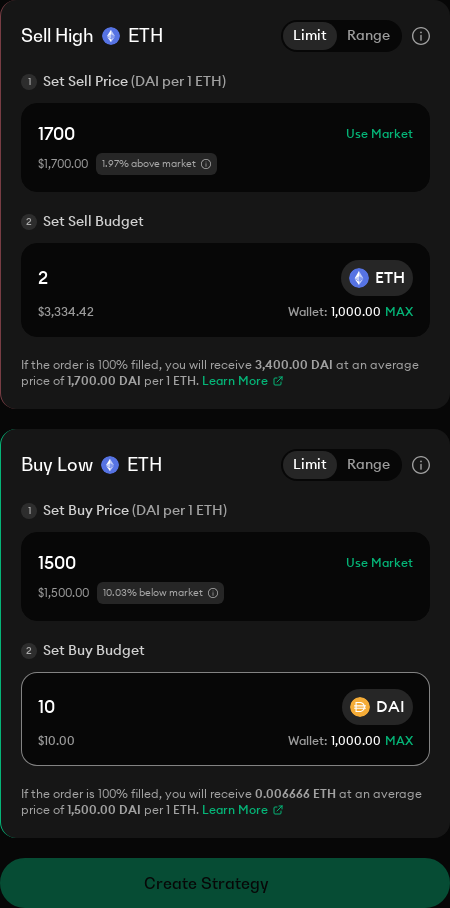 Sell High ETH Limit Range
1 Set Sell Price (DAI per 1 ETH)
1700 Use Market
$1,700.00 1.97% above market
2 Set Sell Budget
2 ETH
$3,334.42 Wallet: 1,000.00 MAX
If the order is 100% filled, you will receive 3,400.00 DAI at an average
price of 1,700.00 DAI per 1 ETH. Learn More
Buy Low ETH Limit Range
1 Set Buy Price (DAI per 1 ETH)
1500 Use Market
$1,500.00 10.03% below market
2 Set Buy Budget
10 DAI
$10.00 Wallet: 1,000.00 MAX
If the order is 100% filled, you will receive 0.006666 ETH at an average
price of 1,500.00 DAI per 1 ETH. Learn More
Create Strategy